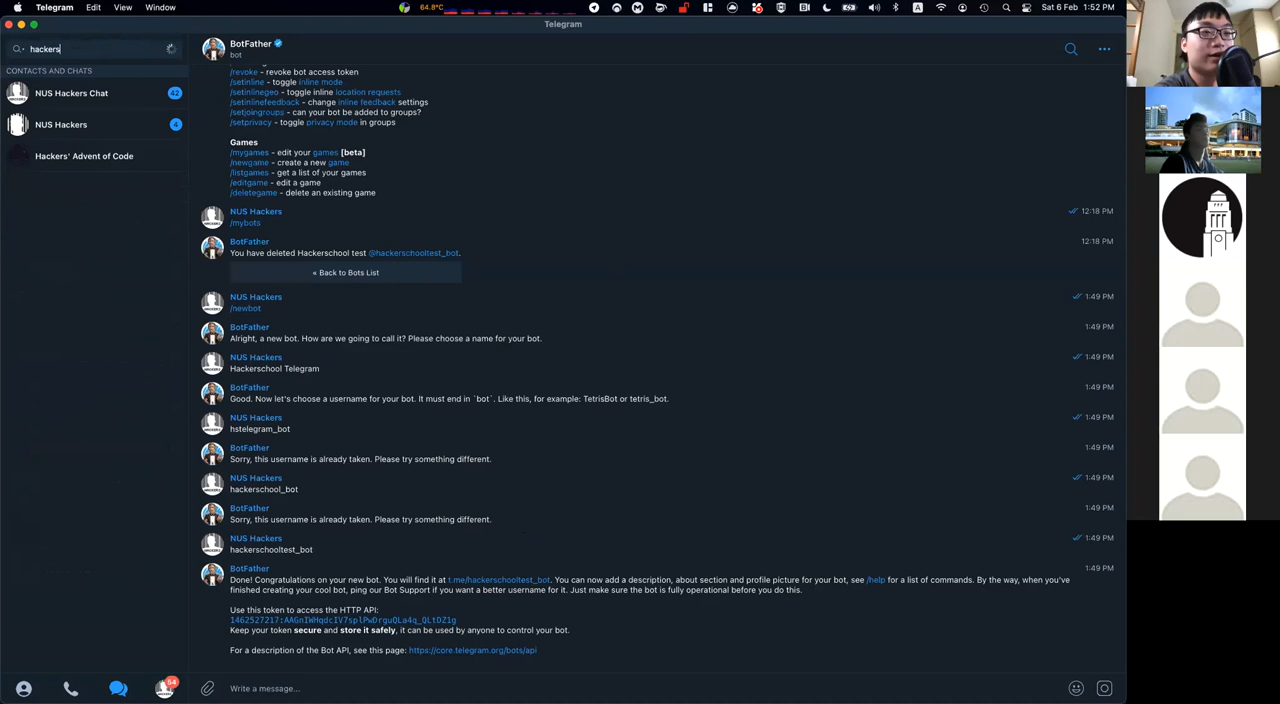 Telegram Edit View Window
64.8°C
Sat 6 Feb 1:52 PM
Telegram
hackers
CONTACTS AND CHATS
NUS Hackers Chat
42
NUS Hackers
4
Hackers' Advent of Code
54
BotFather
bot
/revoke - revoke bot access token
/setinline - toggle inline mode
/setinlinegeo - toggle inline location requests
/setinlinefeedback - change inline feedback settings
/setjoingroups - can your bot be added to groups?
/setprivacy - toggle privacy mode in groups
Games
/mygames - edit your games [beta]
/newgame - create a new game
/listgames - get a list of your games
/editgame - edit a game
/deletegame - delete an existing game
NUS Hackers
12:18 PM
/mybots
BotFather
12:18 PM
You have deleted Hackerschool test @hackerschooltest_bot.
« Back to Bots List
NUS Hackers
1:49 PM
/newbot
BotFather
1:49 PM
Alright, a new bot. How are we going to call it? Please choose a name for your bot.
NUS Hackers
1:49 PM
Hackerschool Telegram
BotFather
1:49 PM
Good. Now let's choose a username for your bot. It must end in `bot`. Like this, for example: TetrisBot or tetris_bot.
NUS Hackers
1:49 PM
hstelegram_bot
BotFather
1:49 PM
Sorry, this username is already taken. Please try something different.
NUS Hackers
1:49 PM
hackerschool_bot
BotFather
1:49 PM
Sorry, this username is already taken. Please try something different.
NUS Hackers
1:49 PM
hackerschooltest_bot
BotFather
1:49 PM
Done! Congratulations on your new bot. You will find it at t.me/hackerschooltest_bot. You can now add a description, about section and profile picture for your bot, see /help for a list of commands. By the way, when you've
finished creating your cool bot, ping our Bot Support if you want a better username for it. Just make sure the bot is fully operational before you do this.
Use this token to access the HTTP API:
1462527217:AAGnIWHqdcIV7splPwDrguQLa4q_QLtDZ1g
Keep your token secure and store it safely, it can be used by anyone to control your bot.
For a description of the Bot API, see this page: https://core.telegram.org/bots/api
Write a message...